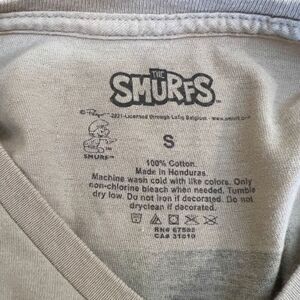 THE
SMURFS
© Peyo - 2021 - Licensed through Lafig Belgium - www.smurf.com
SMURF™
S
100% Cotton.
Made in Honduras.
Machine wash cold with like colors. Only
non-chlorine bleach when needed. Tumble
dry low. Do not iron if decorated. Do not
dryclean if decorated.
RN# 67502
CA# 31010